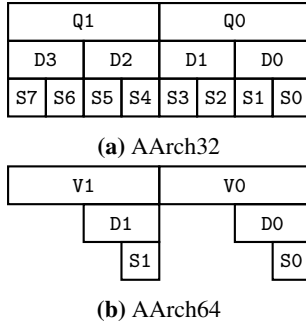 Q1 Q0
D3 D2 D1 D0
S7 S6 S5 S4 S3 S2 S1 S0
(a) AArch32
V1 V0
D1 D0
S1 S0
(b) AArch64